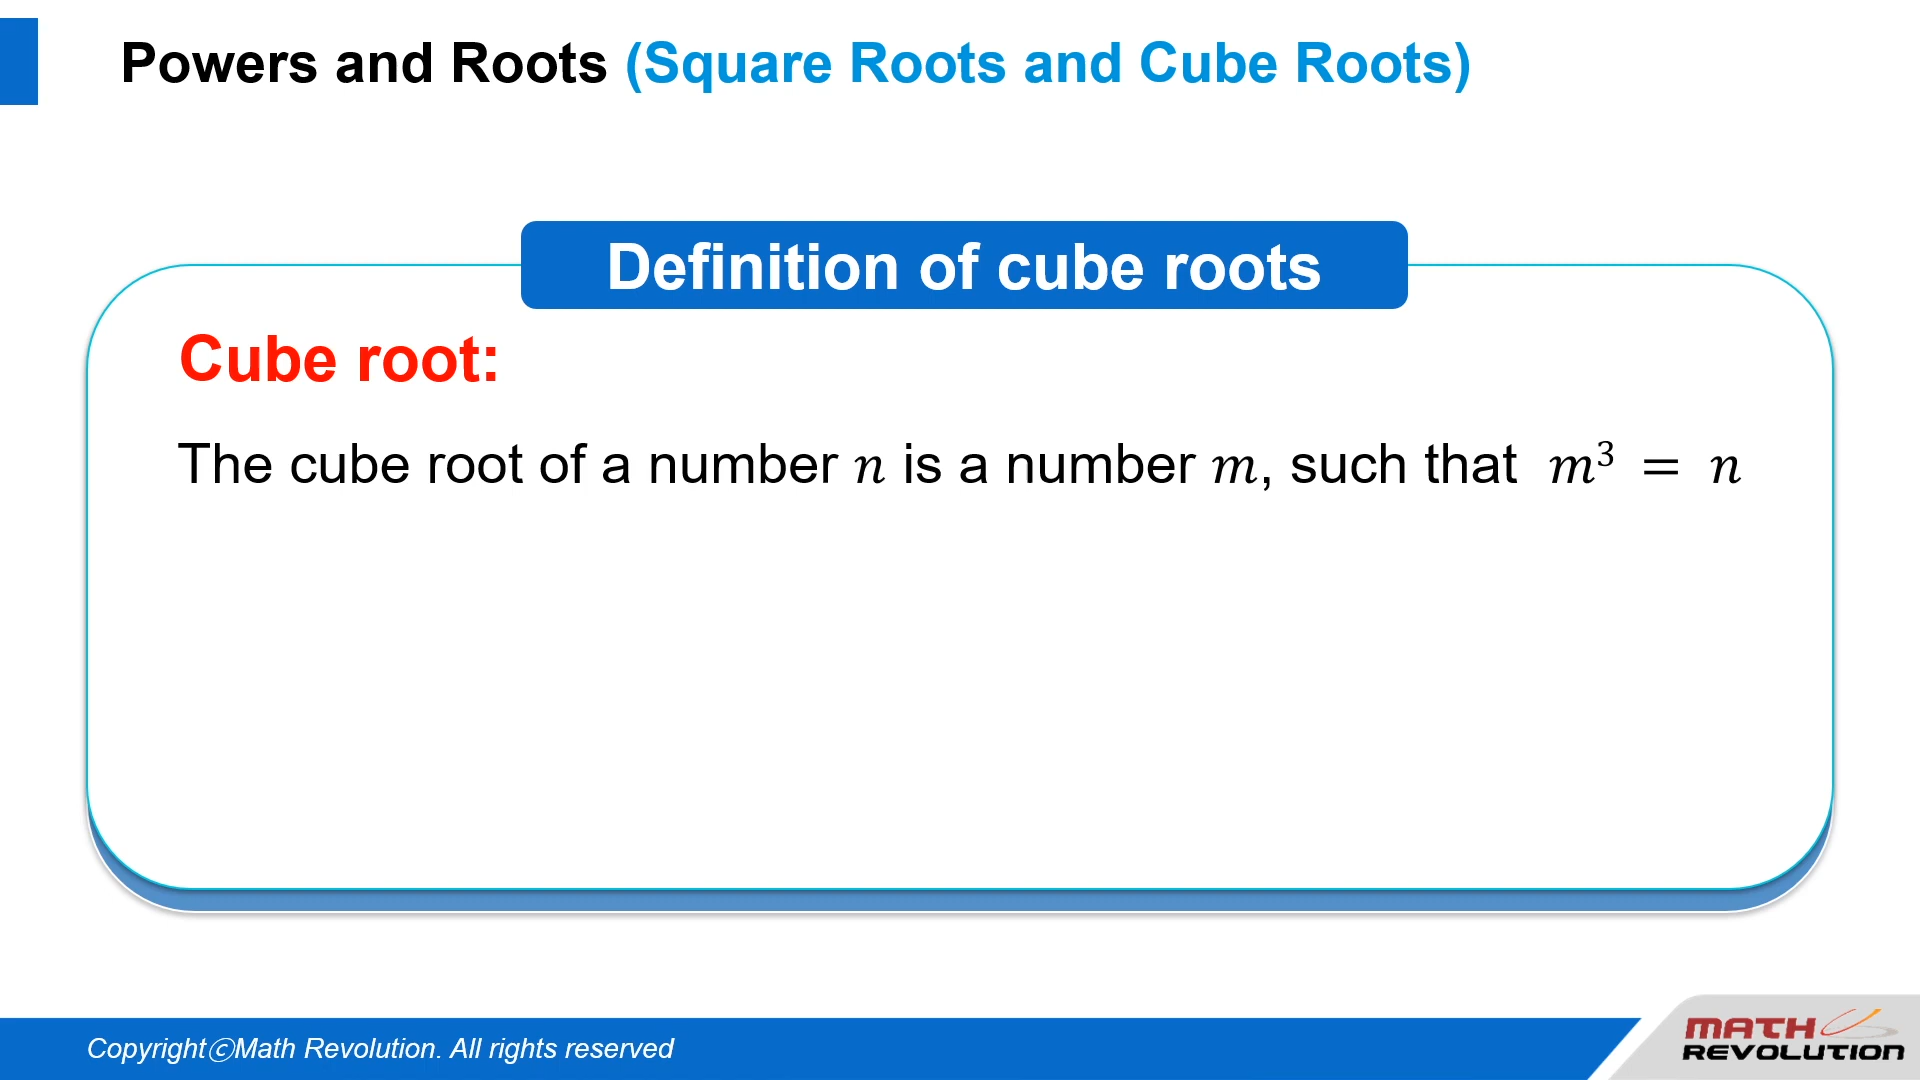 Powers and Roots (Square Roots and Cube Roots)
Definition of cube roots
Cube root:
The cube root of a number n is a number m, such that m³ = n
CopyrightⓒMath Revolution. All rights reserved
MATH
REVOLUTION